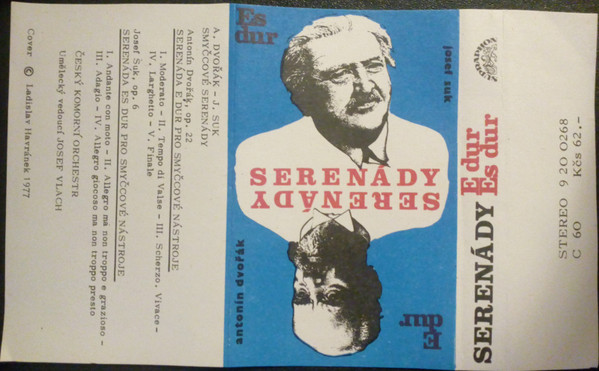 A. DVOŘÁK - J. SUK
SMYČCOVÉ SERENÁDY
Antonín Dvořák, op. 22
SERENÁDA E DUR PRO SMYČCOVÉ NÁSTROJE
I. Moderato - II. Tempo di Valse - III. Scherzo. Vivace-
IV. Larghetto - V. Finale
Josef Suk, op. 6
SERENÁDA ES DUR PRO SMYČCOVÉ NÁSTROJE
I. Andante con moto - II. Allegro ma non troppo e grazioso -
III. Adagio - IV. Allegro giocoso ma non troppo presto
ČESKÝ KOMORNÍ ORCHESTR
Umělecký vedoucí JOSEF VLACH
Cover © Ladislav Havránek 1977
Es
dur
josef suk
SERENÁDY
SERENÁDY
antonín dvořák
E
dur
SERENÁDY E dur
Es dur
STEREO 9 20 0268
C 60 Kčs 62,-